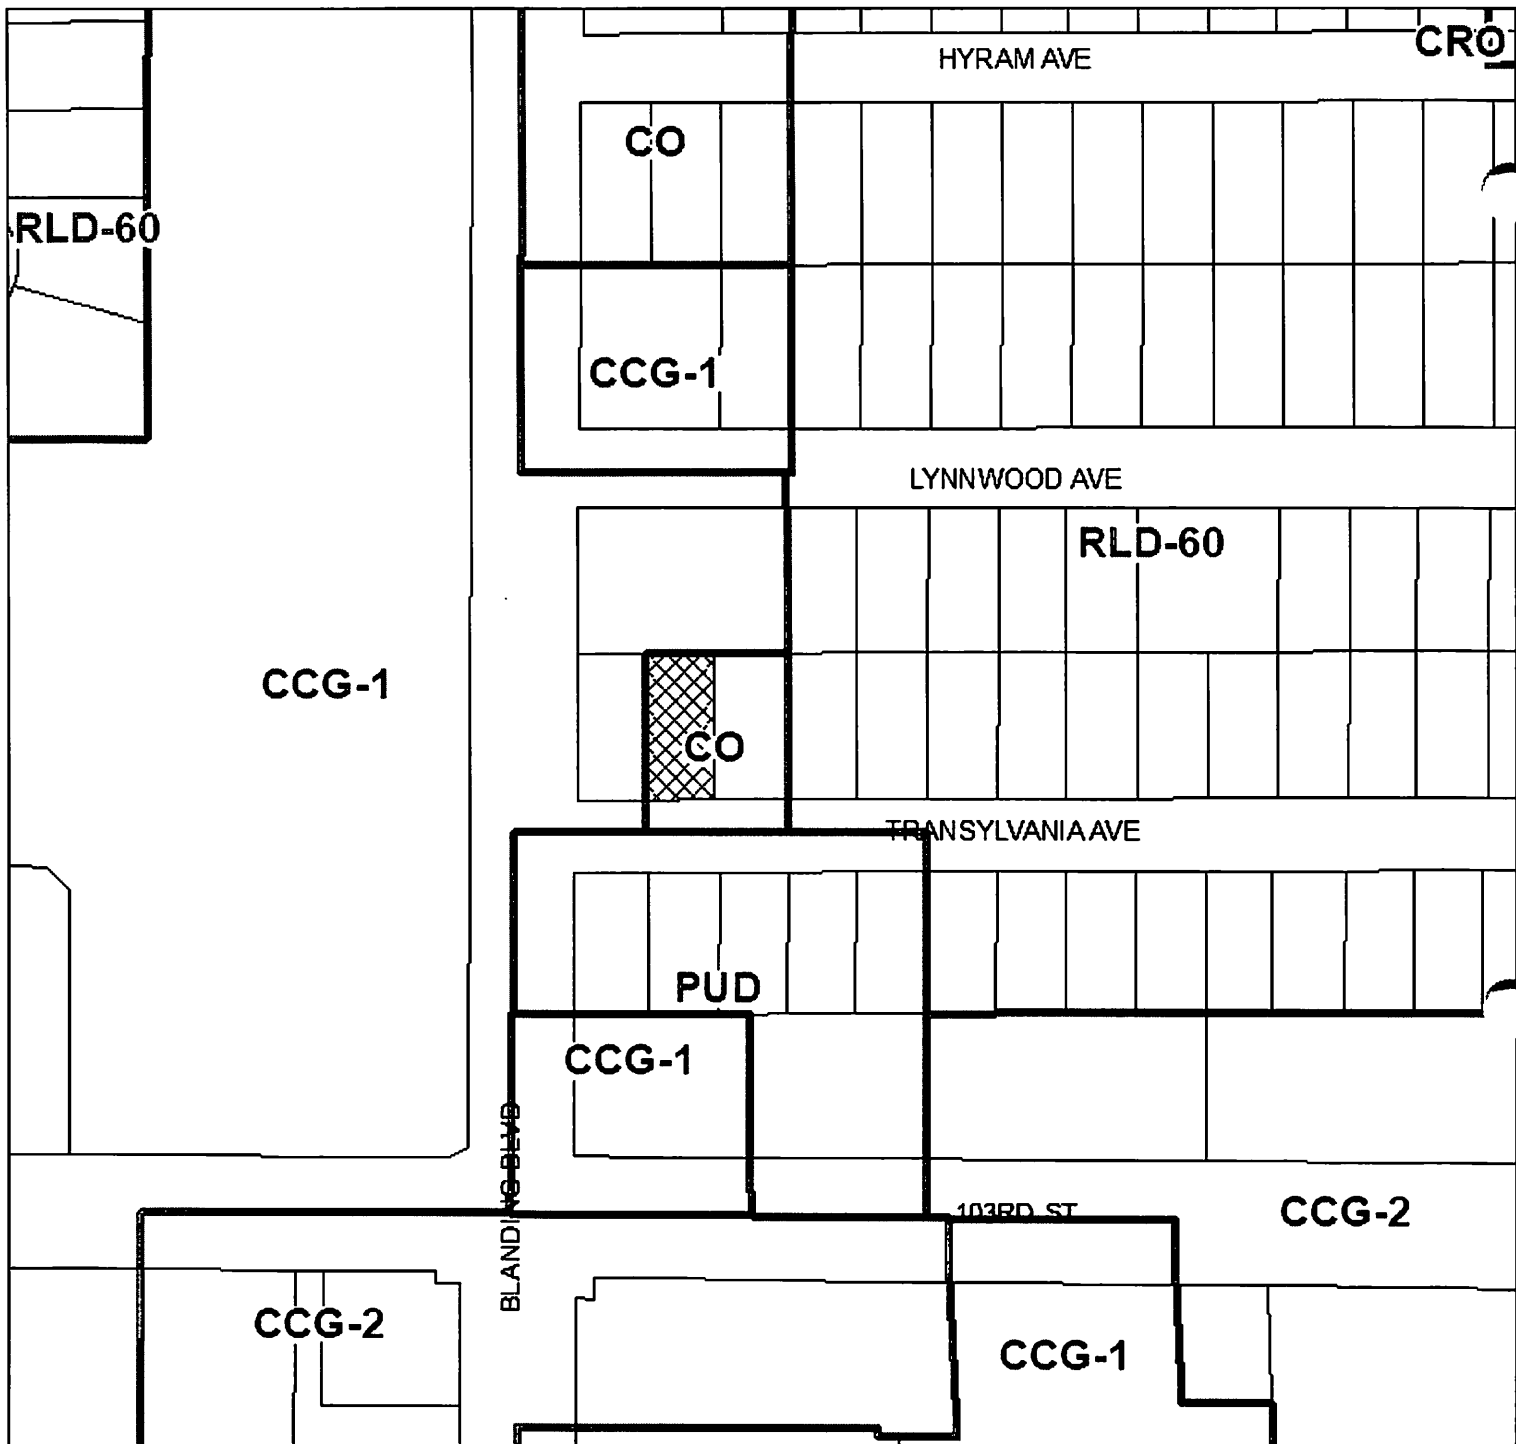 HYRAM AVE
CRO
CO
RLD-60
CCG-1
LYNNWOOD AVE
RLD-60
CCG-1
CO
TRANSYLVANIA AVE
PUD
CCG-1
BLANDING BLVD
103RD ST
CCG-2
CCG-2
CCG-1